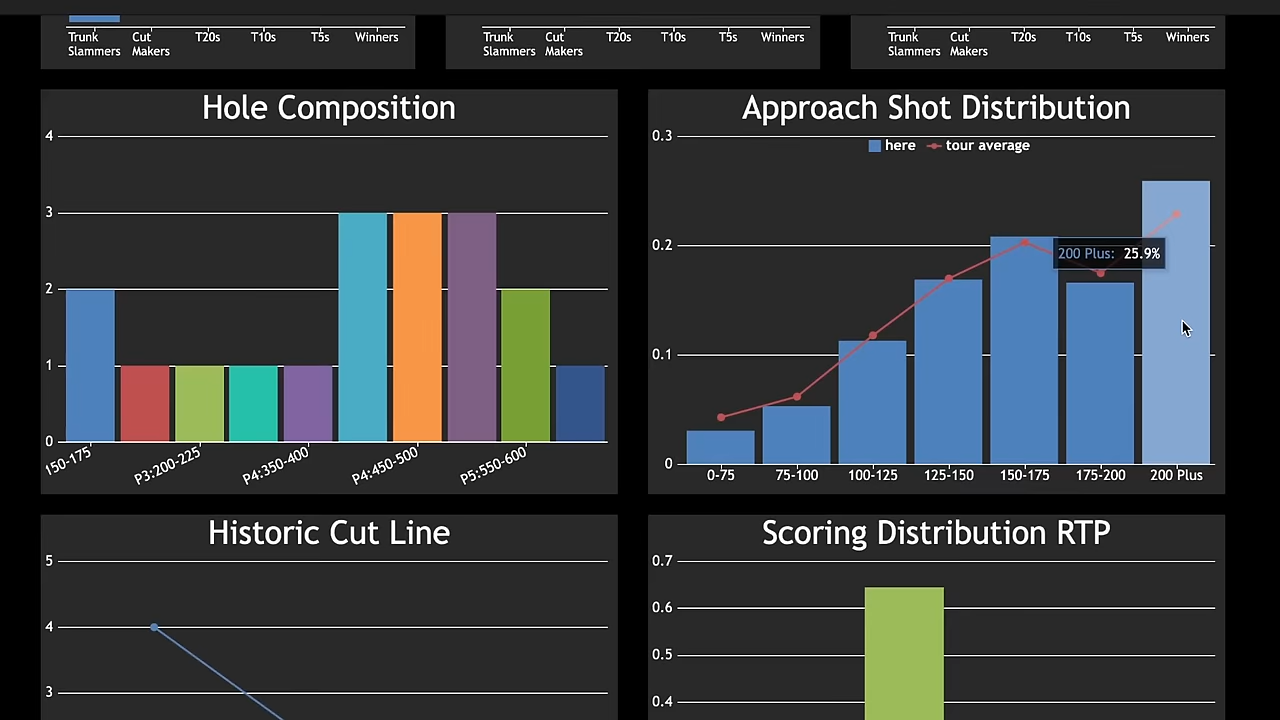 Trunk Slammers Cut Makers T20s T10s T5s Winners
Trunk Slammers Cut Makers T20s T10s T5s Winners
Trunk Slammers Cut Makers T20s T10s T5s Winners
Hole Composition
4
3
2
1
0
150-175 P3:200-225 P4:350-400 P4:450-500 P5:550-600
Approach Shot Distribution
0.3
here tour average
0.2
200 Plus: 25.9%
0.1
0
0-75 75-100 100-125 125-150 150-175 175-200 200 Plus
Historic Cut Line
5
4
3
Scoring Distribution RTP
0.7
0.6
0.5
0.4